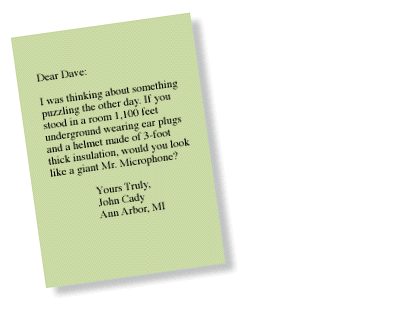 Dear Dave:
I was thinking about something
puzzling the other day. If you
stood in a room 1,100 feet
underground wearing ear plugs
and a helmet made of 3-foot
thick insulation, would you look
like a giant Mr. Microphone?
Yours Truly,
John Cady
Ann Arbor, MI